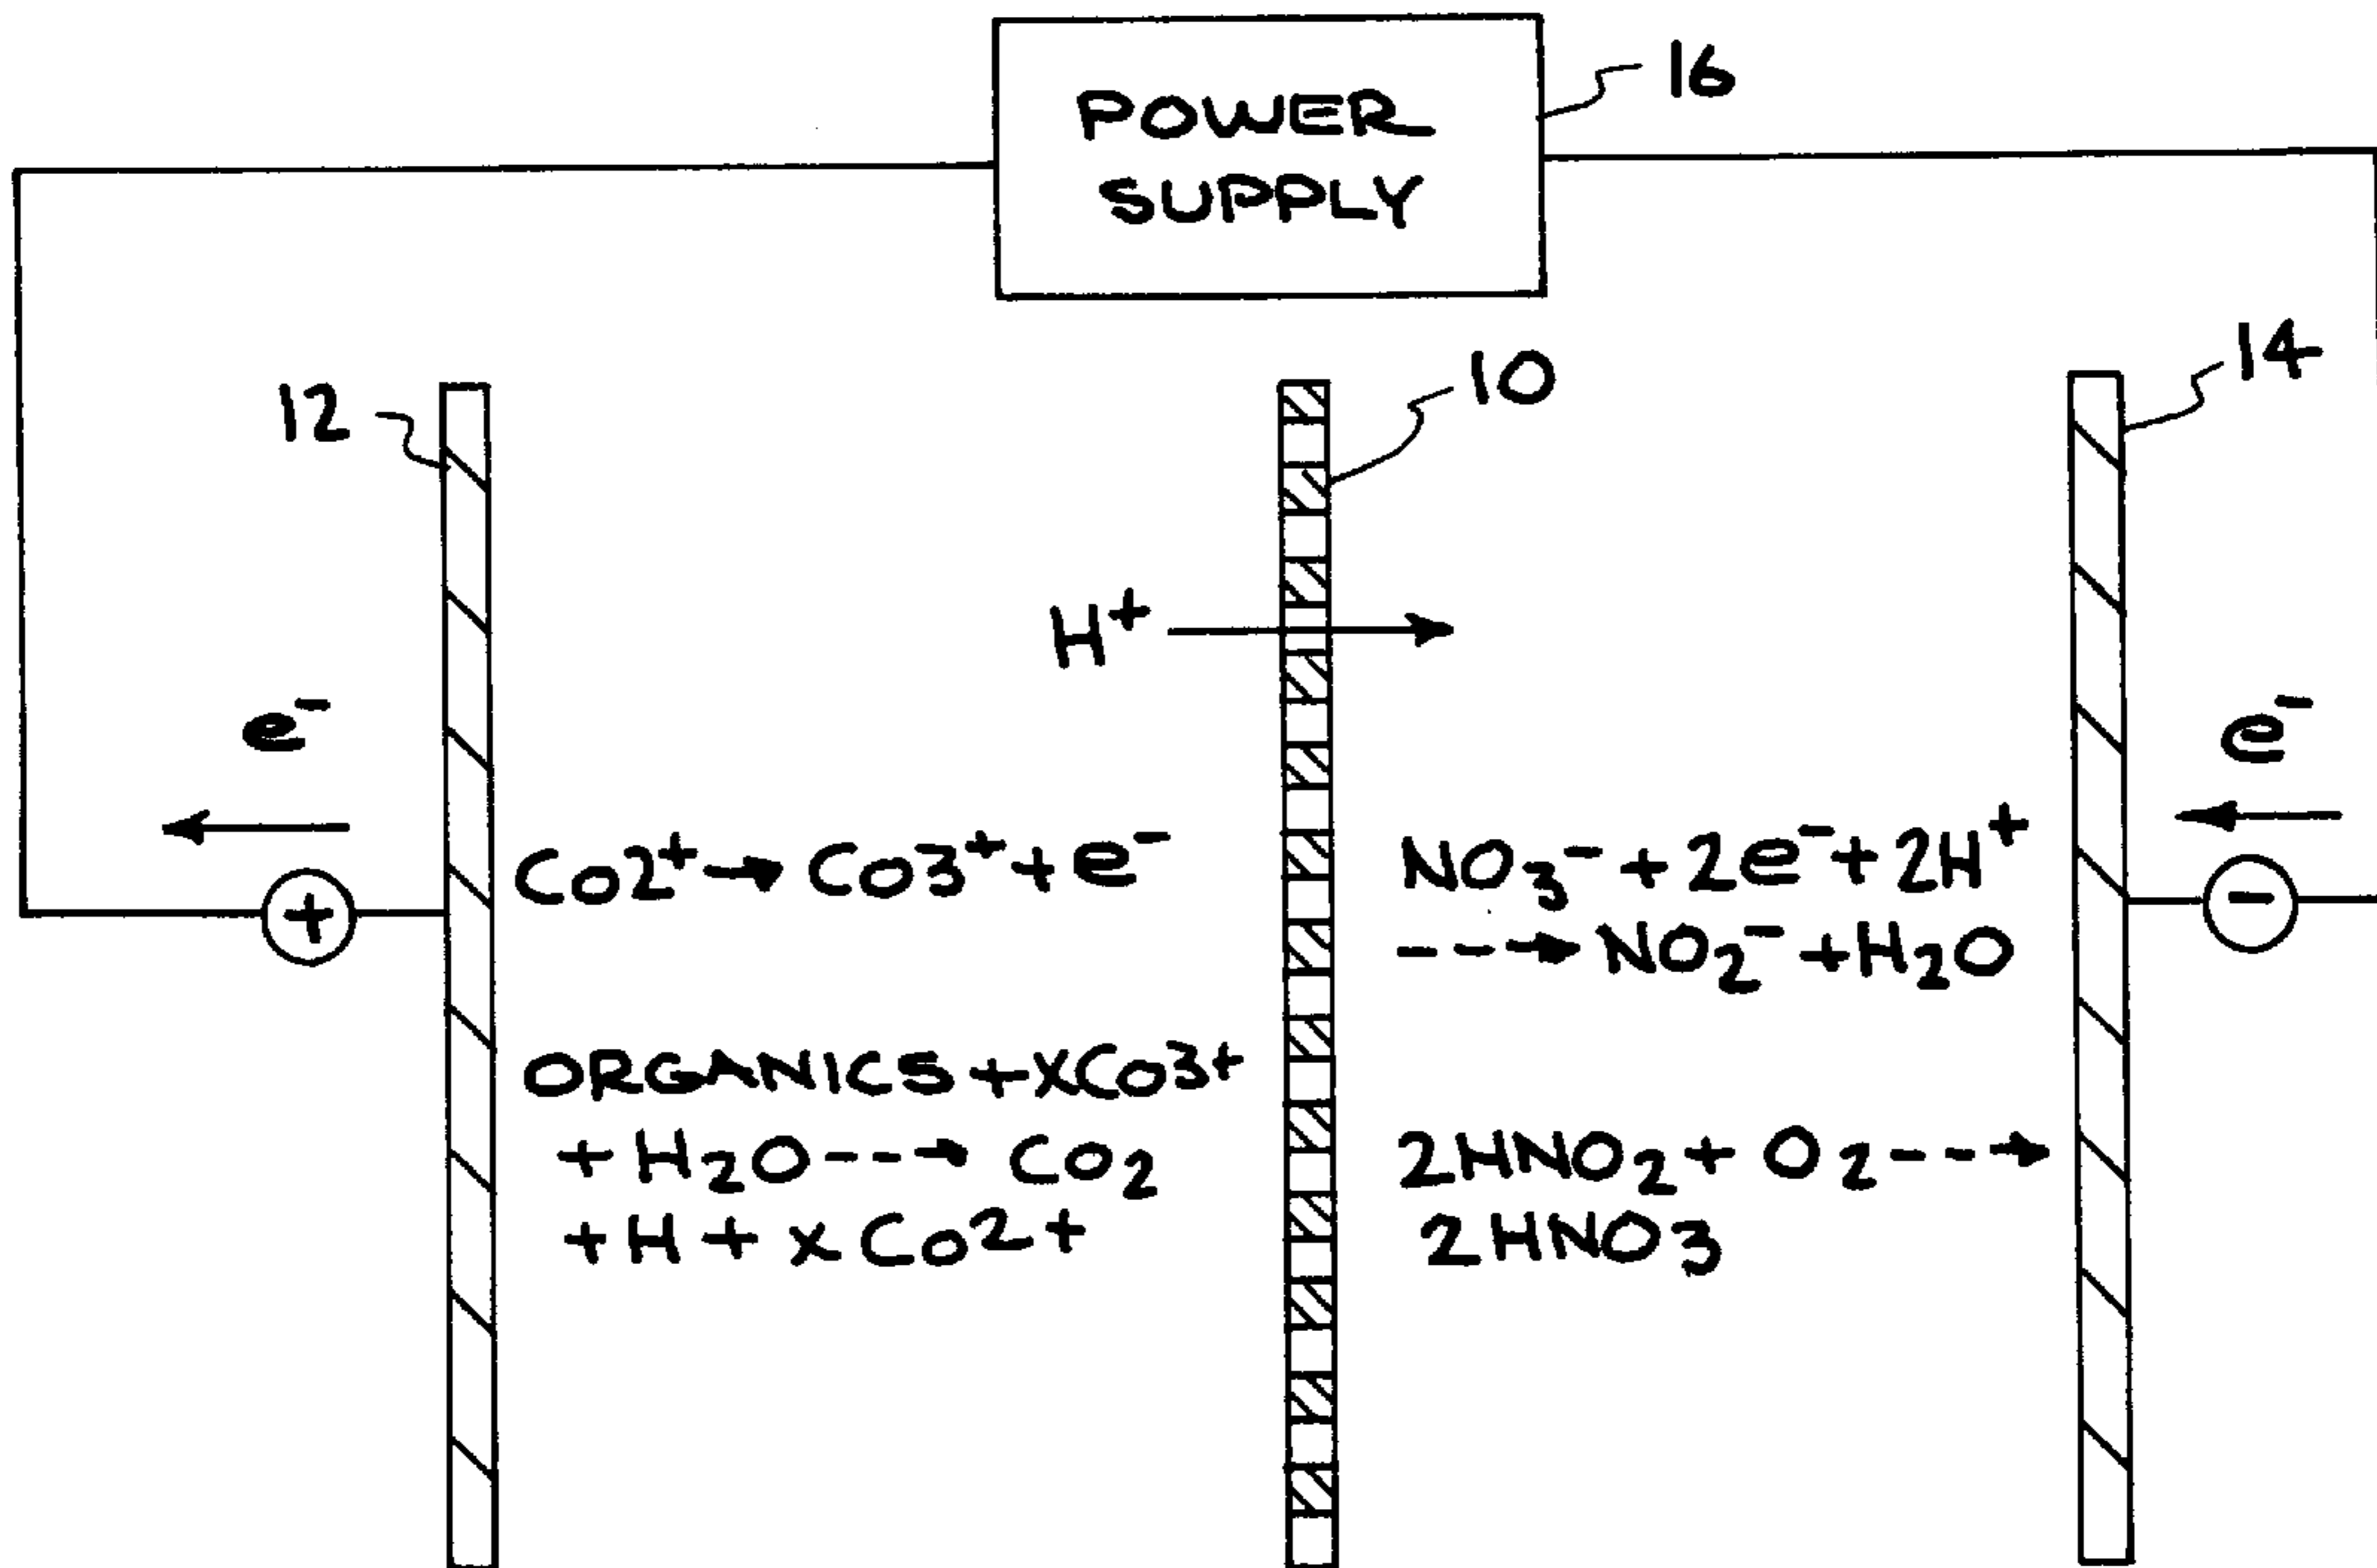 POWER
SUPPLY
16
12
10
14
H⁺
e⁻
e⁻
Co2⁺ → Co3⁺ + e⁻
+
NO₃⁻ + 2e⁻ + 2H⁺
---→ NO₂⁻ + H₂O
-
ORGANICS + XCo3+
+ H₂O ---→ Co₂
+ H + x Co2+
2HNO₂ + O₂ ---→
2HNO₃